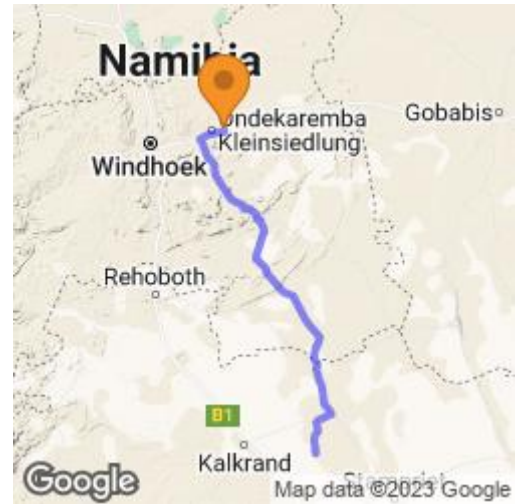 Namibia
Ondekaremba
Kleinsiedlung
Gobabis
Windhoek
Rehoboth
B1
Kalkrand
Google
Map data ©2023 Google